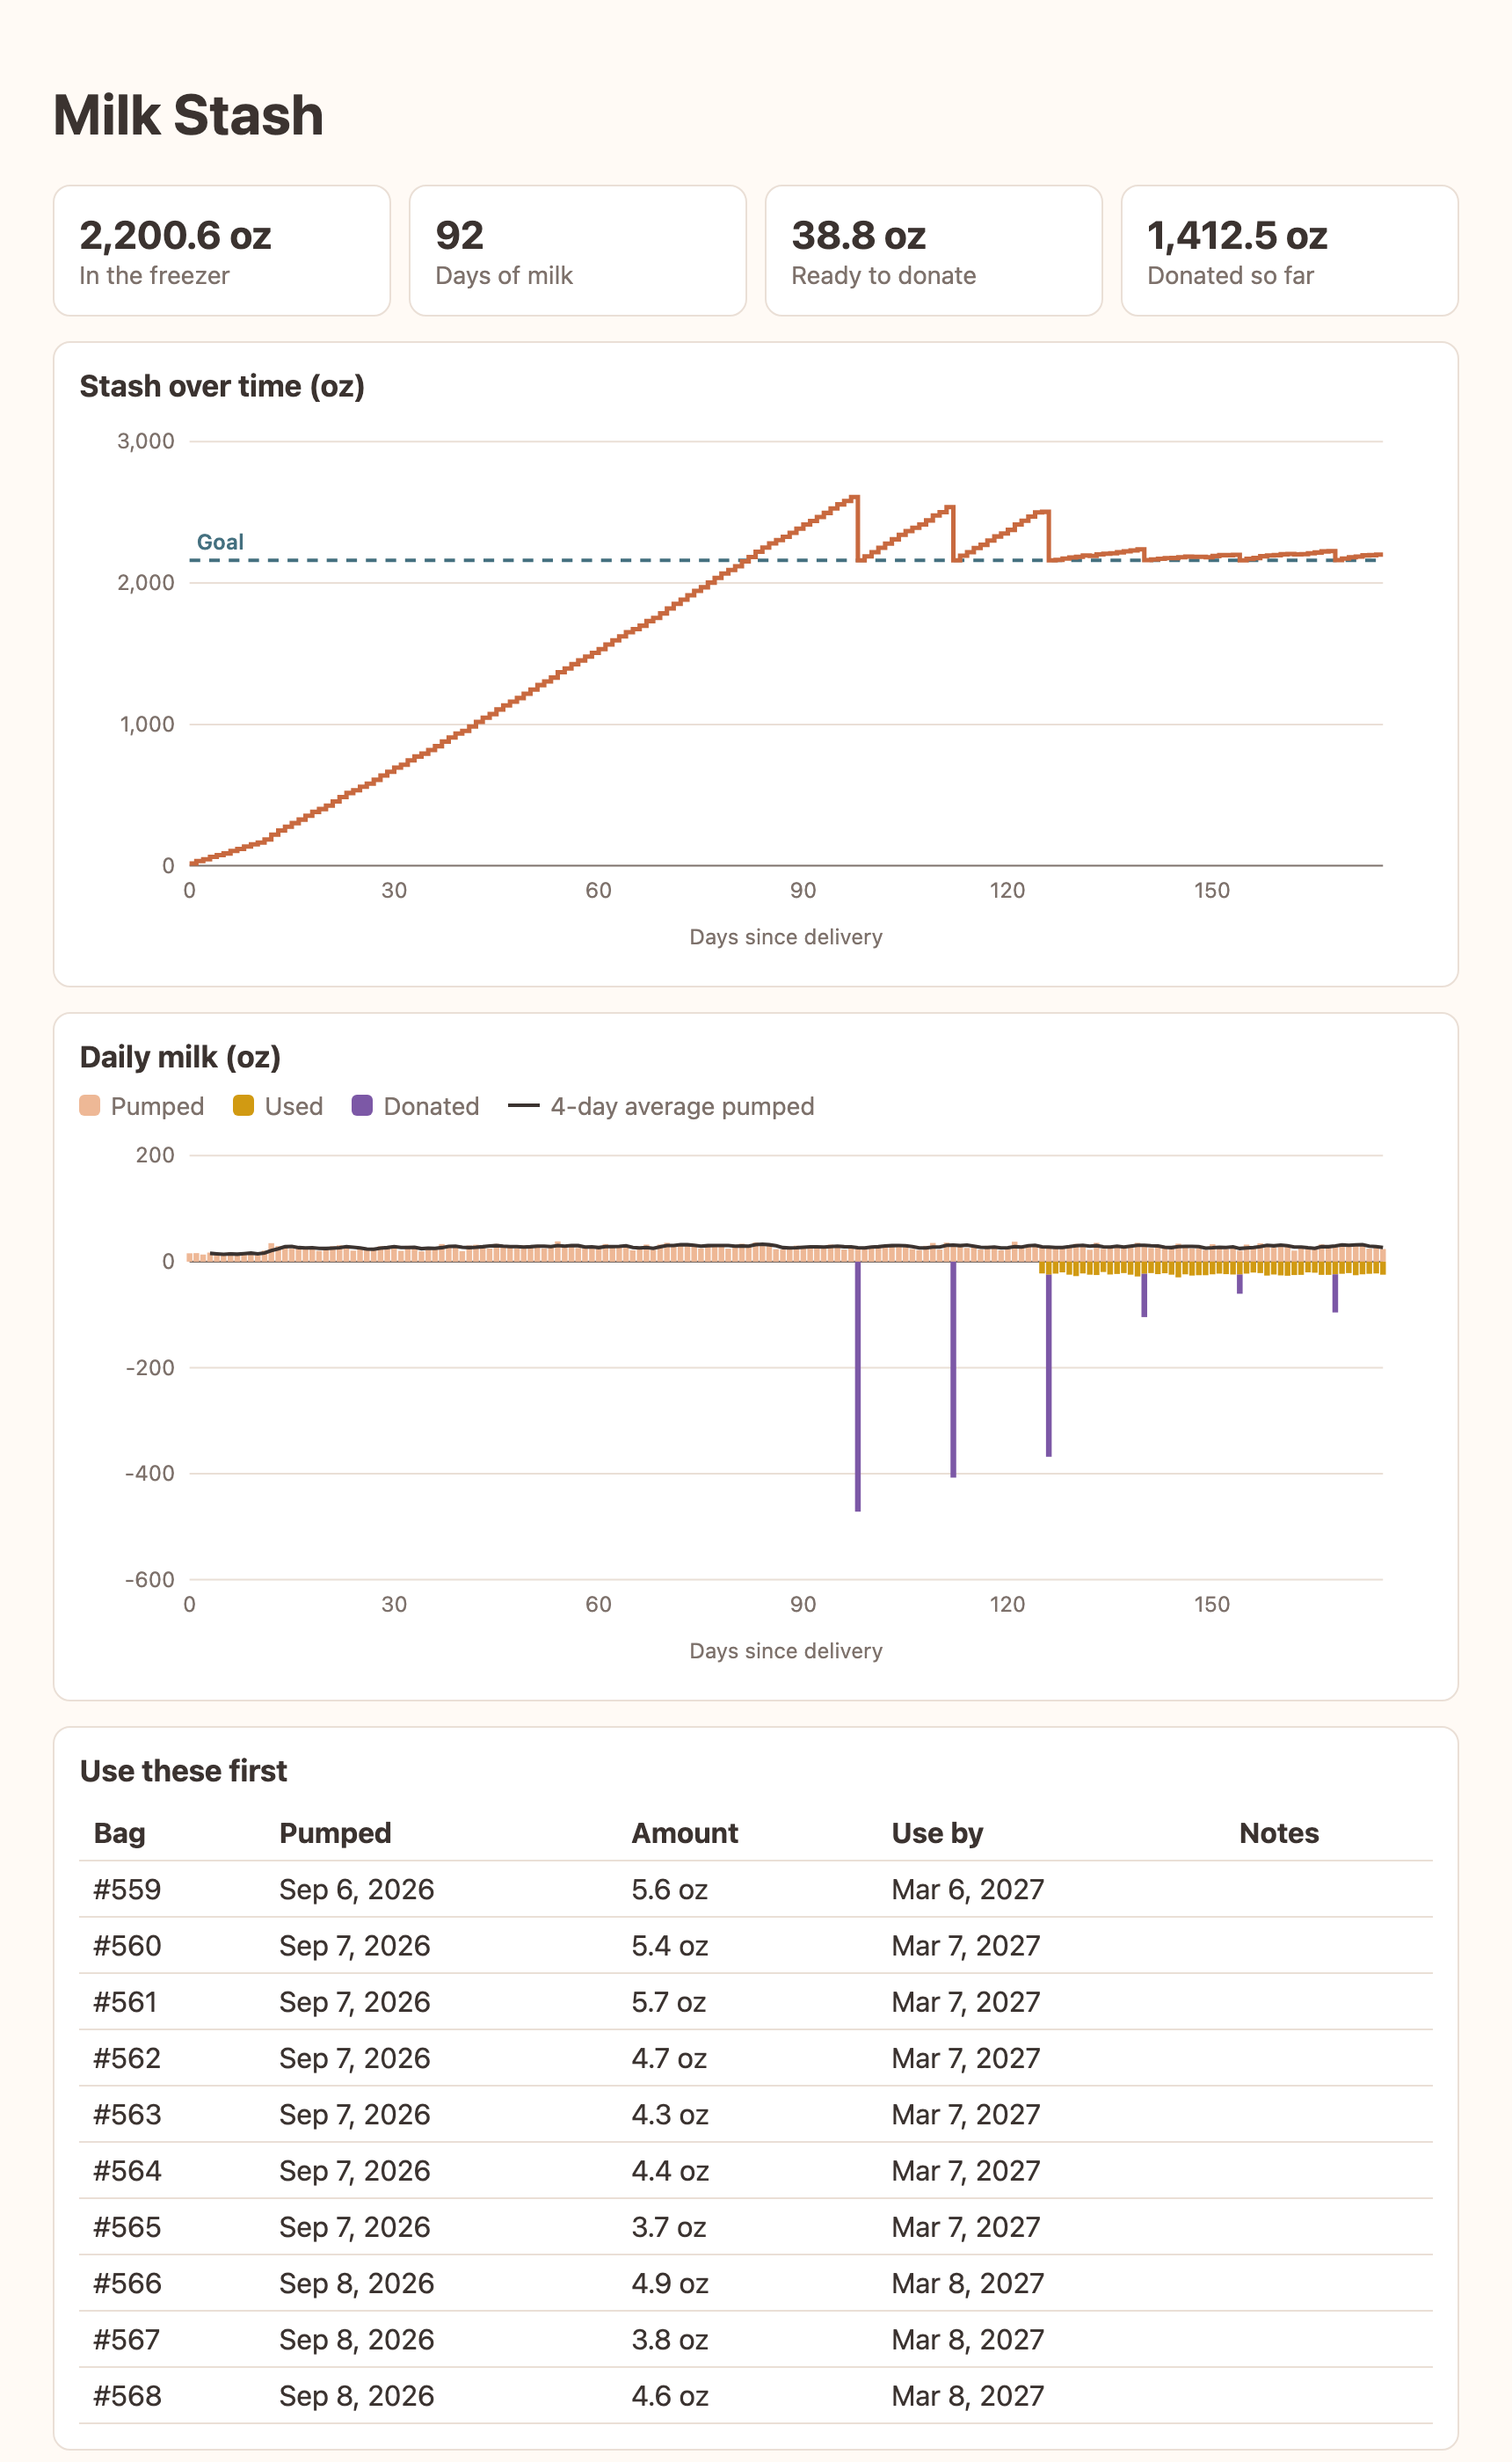 Milk Stash
2,200.6 oz
In the freezer
92
Days of milk
38.8 oz
Ready to donate
1,412.5 oz
Donated so far
Stash over time (oz)
3,000
Goal
2,000
1,000
0
0 30 60 90 120 150
Days since delivery
Daily milk (oz)
Pumped Used Donated 4-day average pumped
200
0
-200
-400
-600
0 30 60 90 120 150
Days since delivery
Use these first
Bag Pumped Amount Use by Notes
#559 Sep 6, 2026 5.6 oz Mar 6, 2027
#560 Sep 7, 2026 5.4 oz Mar 7, 2027
#561 Sep 7, 2026 5.7 oz Mar 7, 2027
#562 Sep 7, 2026 4.7 oz Mar 7, 2027
#563 Sep 7, 2026 4.3 oz Mar 7, 2027
#564 Sep 7, 2026 4.4 oz Mar 7, 2027
#565 Sep 7, 2026 3.7 oz Mar 7, 2027
#566 Sep 8, 2026 4.9 oz Mar 8, 2027
#567 Sep 8, 2026 3.8 oz Mar 8, 2027
#568 Sep 8, 2026 4.6 oz Mar 8, 2027